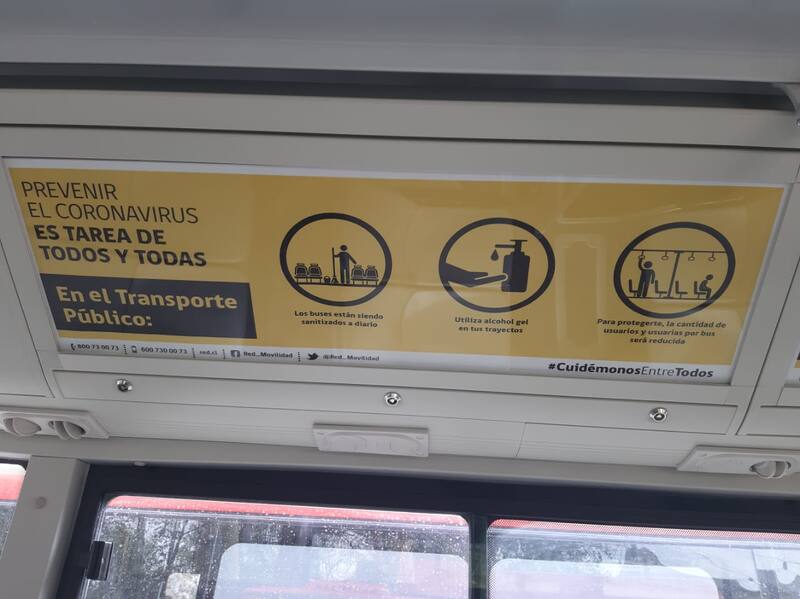 PREVENIR
EL CORONAVIRUS
ES TAREA DE
TODOS Y TODAS
En el Transporte
Público:
Los buses están siendo
sanitizados a diario
Utiliza alcohol gel
en tus trayectos
Para protegerte, la cantidad de
usuarios y usuarias por bus
será reducida
800 73 00 73 600 730 00 73 red.cl Red_Movilidad @Red_Movilidad
#CuidémonosEntreTodos